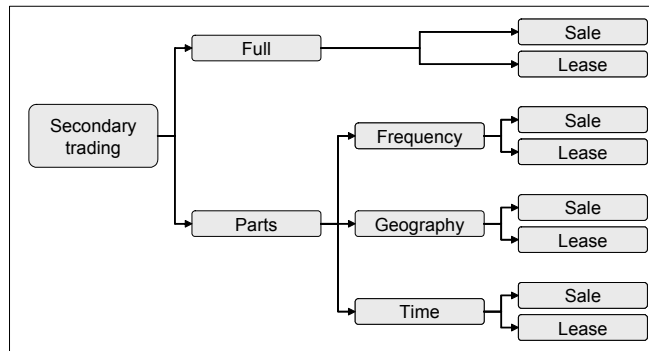 Secondary
trading
Full
Sale
Lease
Parts
Frequency
Sale
Lease
Geography
Sale
Lease
Time
Sale
Lease